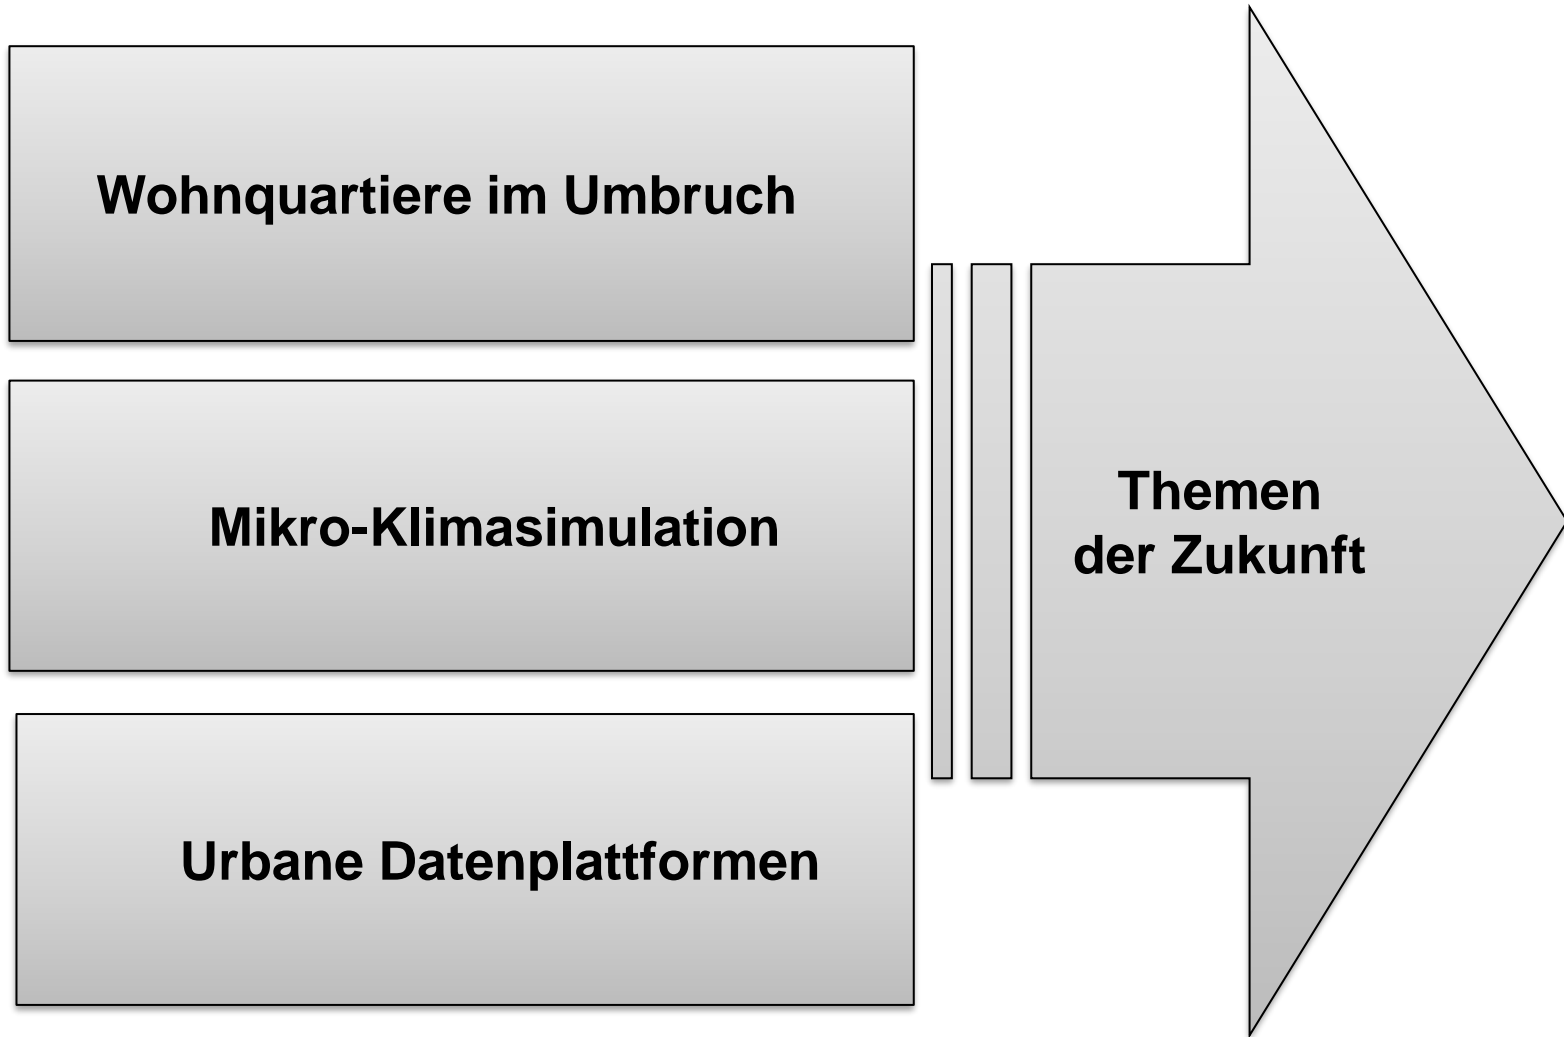 Wohnquartiere im Umbruch
Mikro-Klimasimulation
Urbane Datenplattformen
Themen
der Zukunft